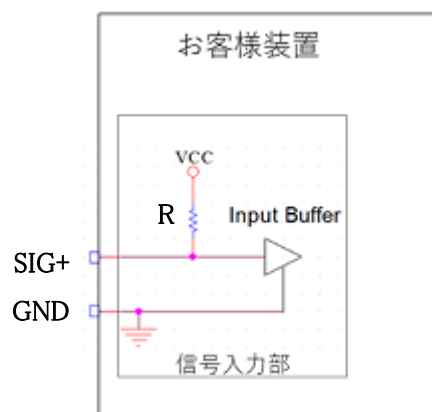 お客様装置
VCC
R
Input Buffer
SIG+
GND
信号入力部